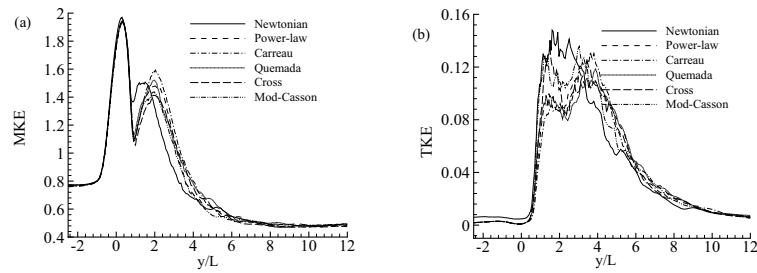 (a)
MKE
2
1.8
1.6
1.4
1.2
1
0.8
0.6
0.4
-2 0 2 4 6 8 10 12
y/L
Newtonian
Power-law
Carreau
Quemada
Cross
Mod-Casson
(b)
TKE
0.16
0.12
0.08
0.04
0
-2 0 2 4 6 8 10 12
y/L
Newtonian
Power-law
Carreau
Quemada
Cross
Mod-Casson